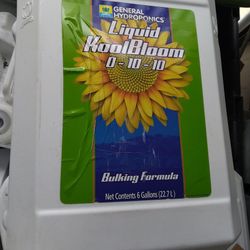 GENERAL
HYDROPONICS
Liquid
KoolBloom
0-10-10
Bulking Formula
Net Contents 6 Gallons (22.7 L)